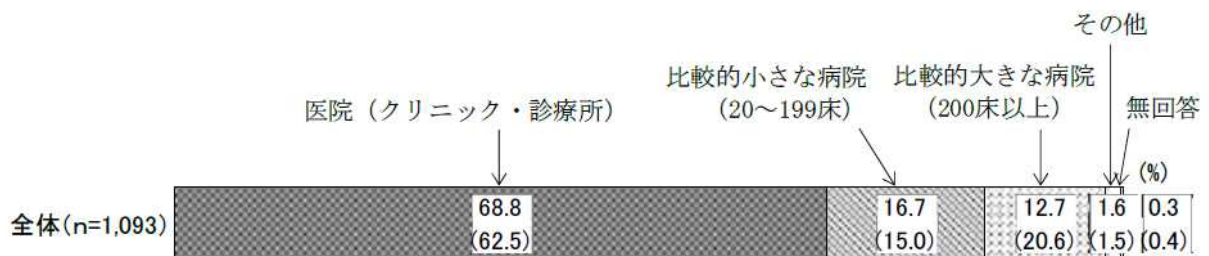 その他
比較的小さな病院 比較的大きな病院
医院（クリニック・診療所） (20～199床) (200床以上) 無回答
(%)
68.8 16.7 12.7 1.6 0.3
全体(n=1,093)
(62.5) (15.0) (20.6) (1.5) (0.4)